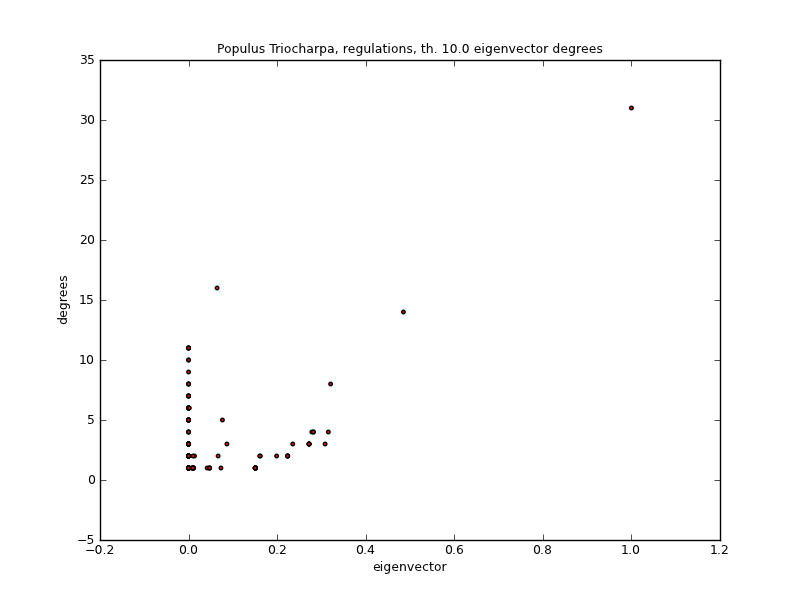 Populus Triocharpa, regulations, th. 10.0 eigenvector degrees
35
30
25
20
15
10
5
0
−5
degrees
−0.2 0.0 0.2 0.4 0.6 0.8 1.0 1.2
eigenvector